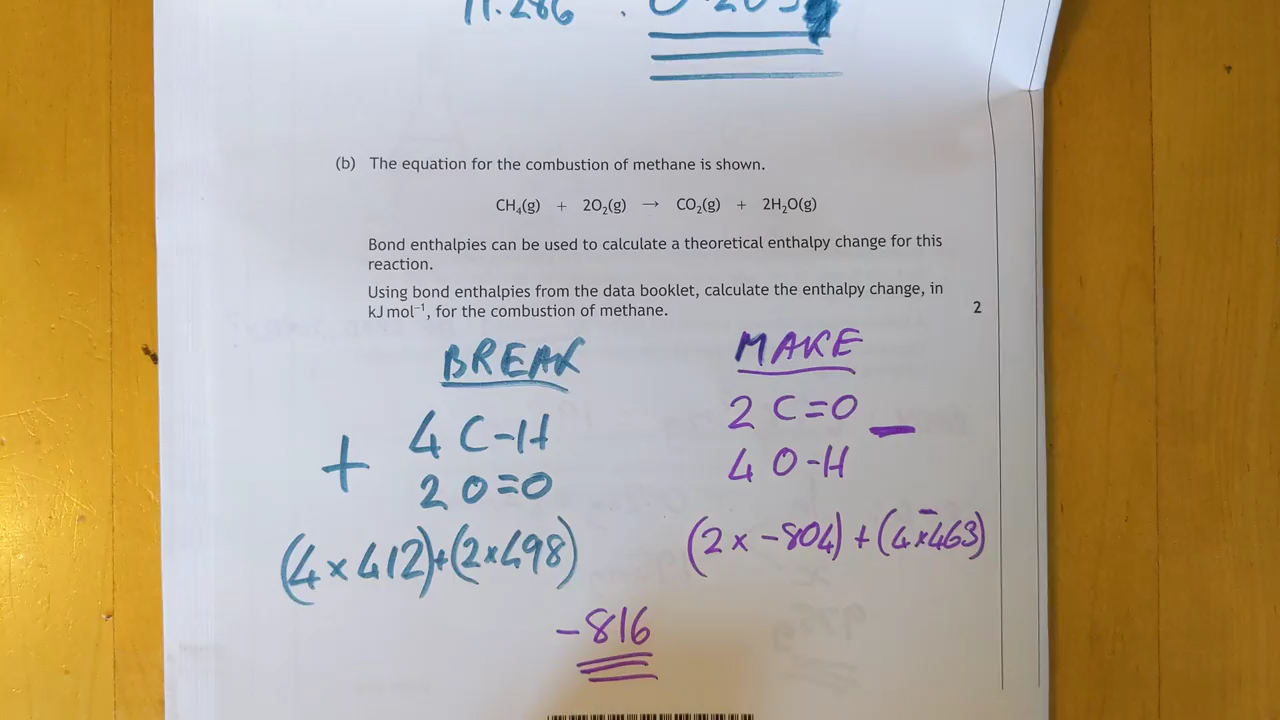 11.286 . 0.203
(b) The equation for the combustion of methane is shown.
CH₄(g) + 2O₂(g) → CO₂(g) + 2H₂O(g)
Bond enthalpies can be used to calculate a theoretical enthalpy change for this
reaction.
Using bond enthalpies from the data booklet, calculate the enthalpy change, in
kJ mol⁻¹, for the combustion of methane.
2
BREAK
MAKE
+ 4 C-H
2 O=O
2 C=O –
4 O-H
(4×412)+(2×498)
(2 x -804) + (4 x -463)
-816